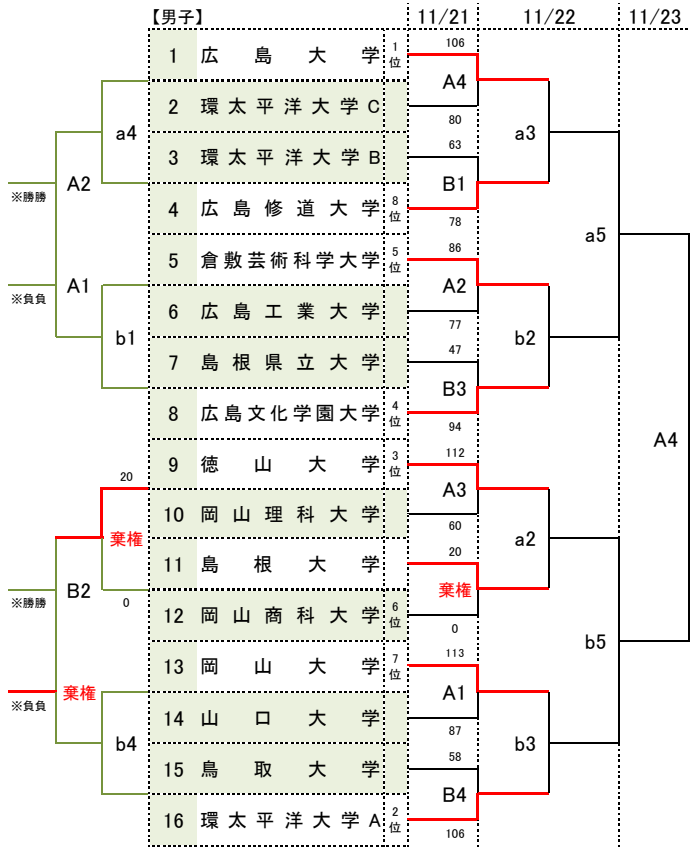 【男子】 11/21 11/22 11/23
1 広島大学 1位 106
A4
2 環太平洋大学C 80
a4 a3
3 環太平洋大学B 63
A2 B1
※勝勝
4 広島修道大学 8位 78
a5
5 倉敷芸術科学大学 5位 86
A1 A2
※負負
6 広島工業大学 77
b1 b2
7 島根県立大学 47
B3
8 広島文化学園大学 4位 94
A4
9 徳山大学 3位 112
20 A3
10 岡山理科大学 60
棄権 a2
11 島根大学 20
B2 棄権
※勝勝 0
12 岡山商科大学 6位 0
b5
13 岡山大学 7位 113
棄権 A1
※負負
14 山口大学 87
b4 b3
15 鳥取大学 58
B4
16 環太平洋大学A 2位 106